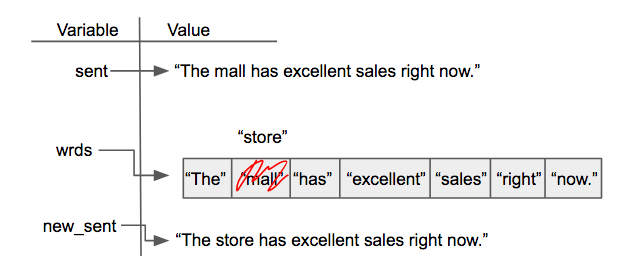 Variable Value
sent “The mall has excellent sales right now.”
“store”
wrds
“The” “mall” “has” “excellent” “sales” “right” “now.”
new_sent
“The store has excellent sales right now.”